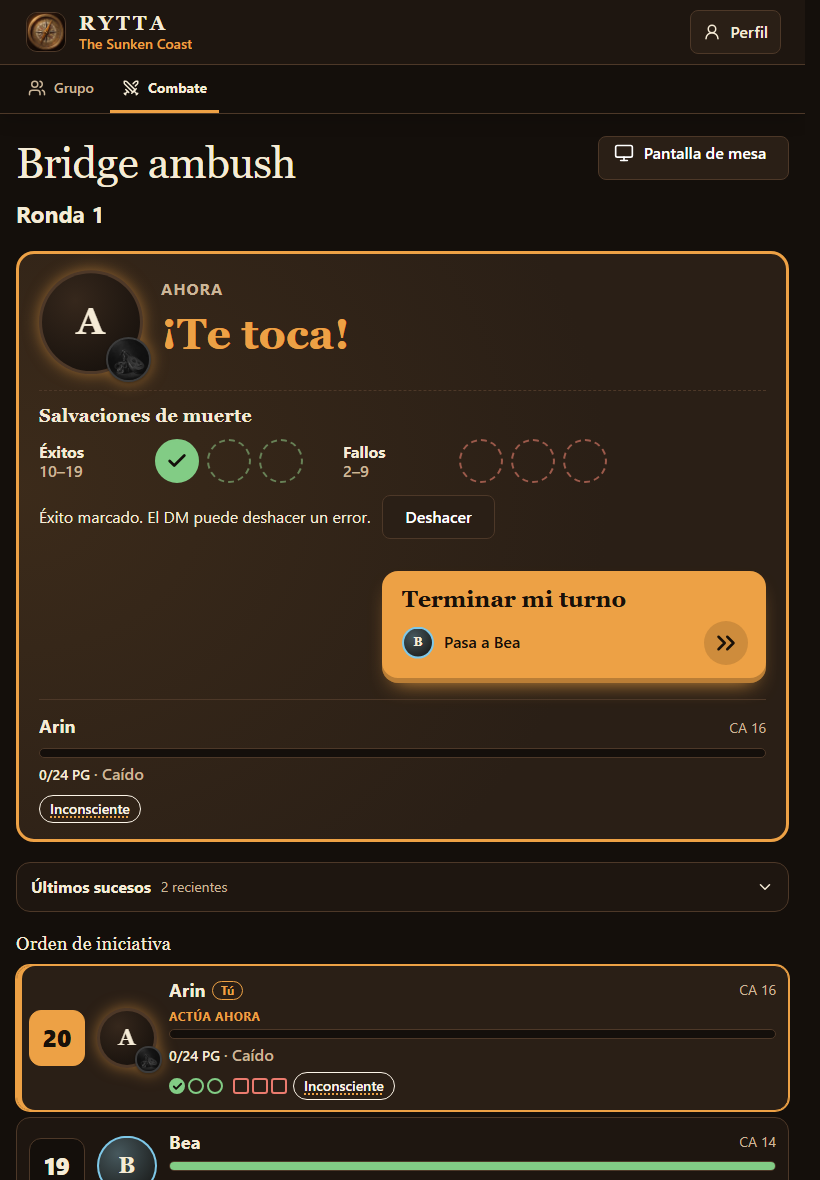 RYTTA
The Sunken Coast
Perfil
Grupo
Combate
Bridge ambush
Pantalla de mesa
Ronda 1
A
AHORA
¡Te toca!
Salvaciones de muerte
Éxitos
10–19
Fallos
2–9
Éxito marcado. El DM puede deshacer un error.
Deshacer
Terminar mi turno
B
Pasa a Bea
Arin
CA 16
0/24 PG · Caído
Inconsciente
Últimos sucesos 2 recientes
Orden de iniciativa
20
A
Arin Tú
CA 16
ACTÚA AHORA
0/24 PG · Caído
Inconsciente
19
B
Bea
CA 14